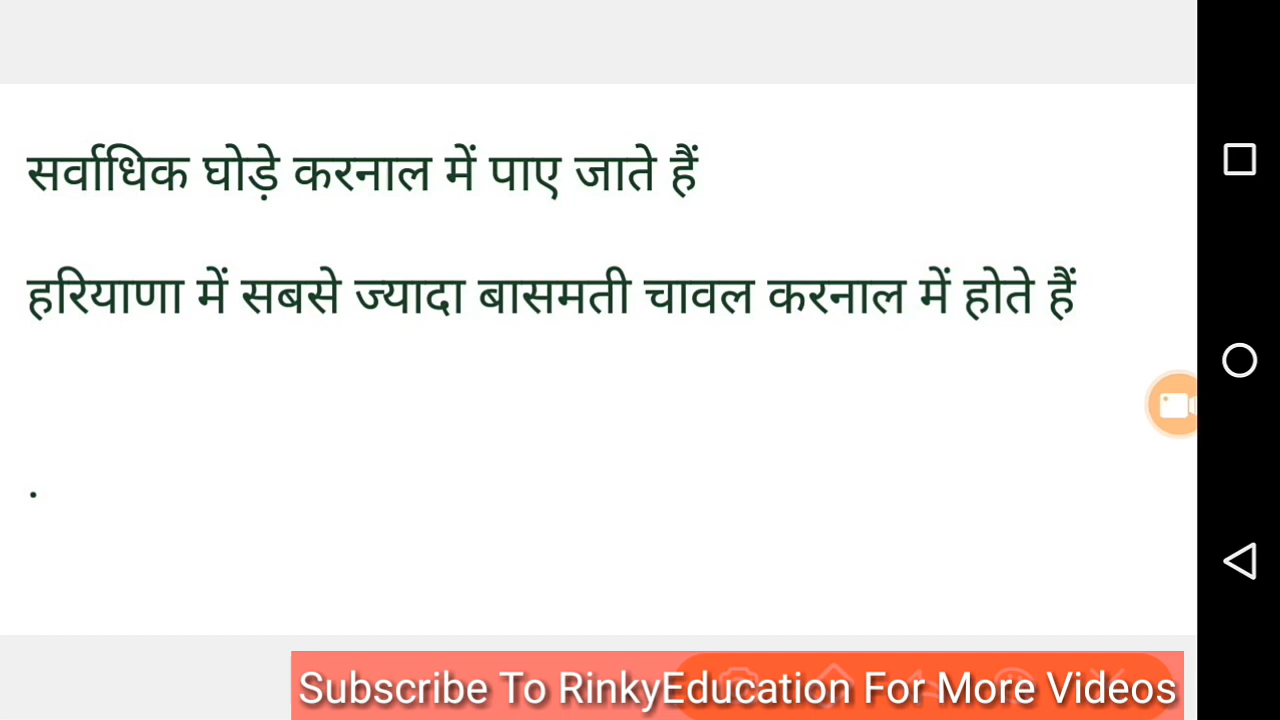 सर्वाधिक घोड़े करनाल में पाए जाते हैं
हरियाणा में सबसे ज्यादा बासमती चावल करनाल में होते हैं
.
Subscribe To RinkyEducation For More Videos